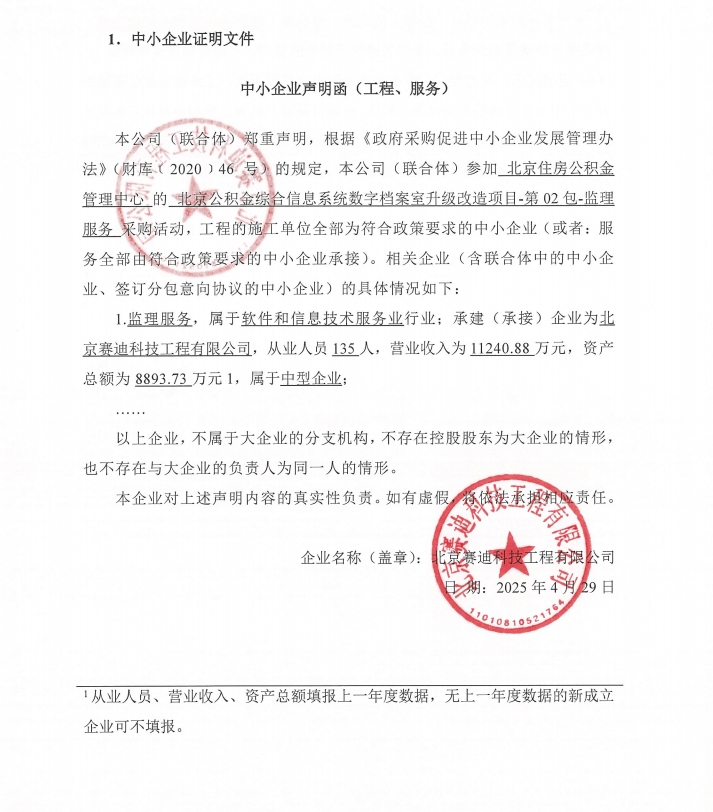 1. 中小企业证明文件
中小企业声明函（工程、服务）
本公司（联合体）郑重声明，根据《政府采购促进中小企业发展管理办
法》（财库﹝2020﹞46 号）的规定，本公司（联合体）参加 北京住房公积金
管理中心 的 北京公积金综合信息系统数字档案室升级改造项目-第 02 包-监理
服务 采购活动，工程的施工单位全部为符合政策要求的中小企业（或者：服
务全部由符合政策要求的中小企业承接）。相关企业（含联合体中的中小企
业、签订分包意向协议的中小企业）的具体情况如下：
1.监理服务，属于软件和信息技术服务业行业；承建（承接）企业为北
京赛迪科技工程有限公司，从业人员 135 人，营业收入为 11240.88 万元，资产
总额为 8893.73 万元 1，属于中型企业；
……
以上企业，不属于大企业的分支机构，不存在控股股东为大企业的情形，
也不存在与大企业的负责人为同一人的情形。
本企业对上述声明内容的真实性负责。如有虚假，将依法承担相应责任。
企业名称（盖章）：北京赛迪科技工程有限公司
日 期：2025 年 4 月 29 日
北京赛迪科技工程有限公司
11010810521764
1从业人员、营业收入、资产总额填报上一年度数据，无上一年度数据的新成立
企业可不填报。